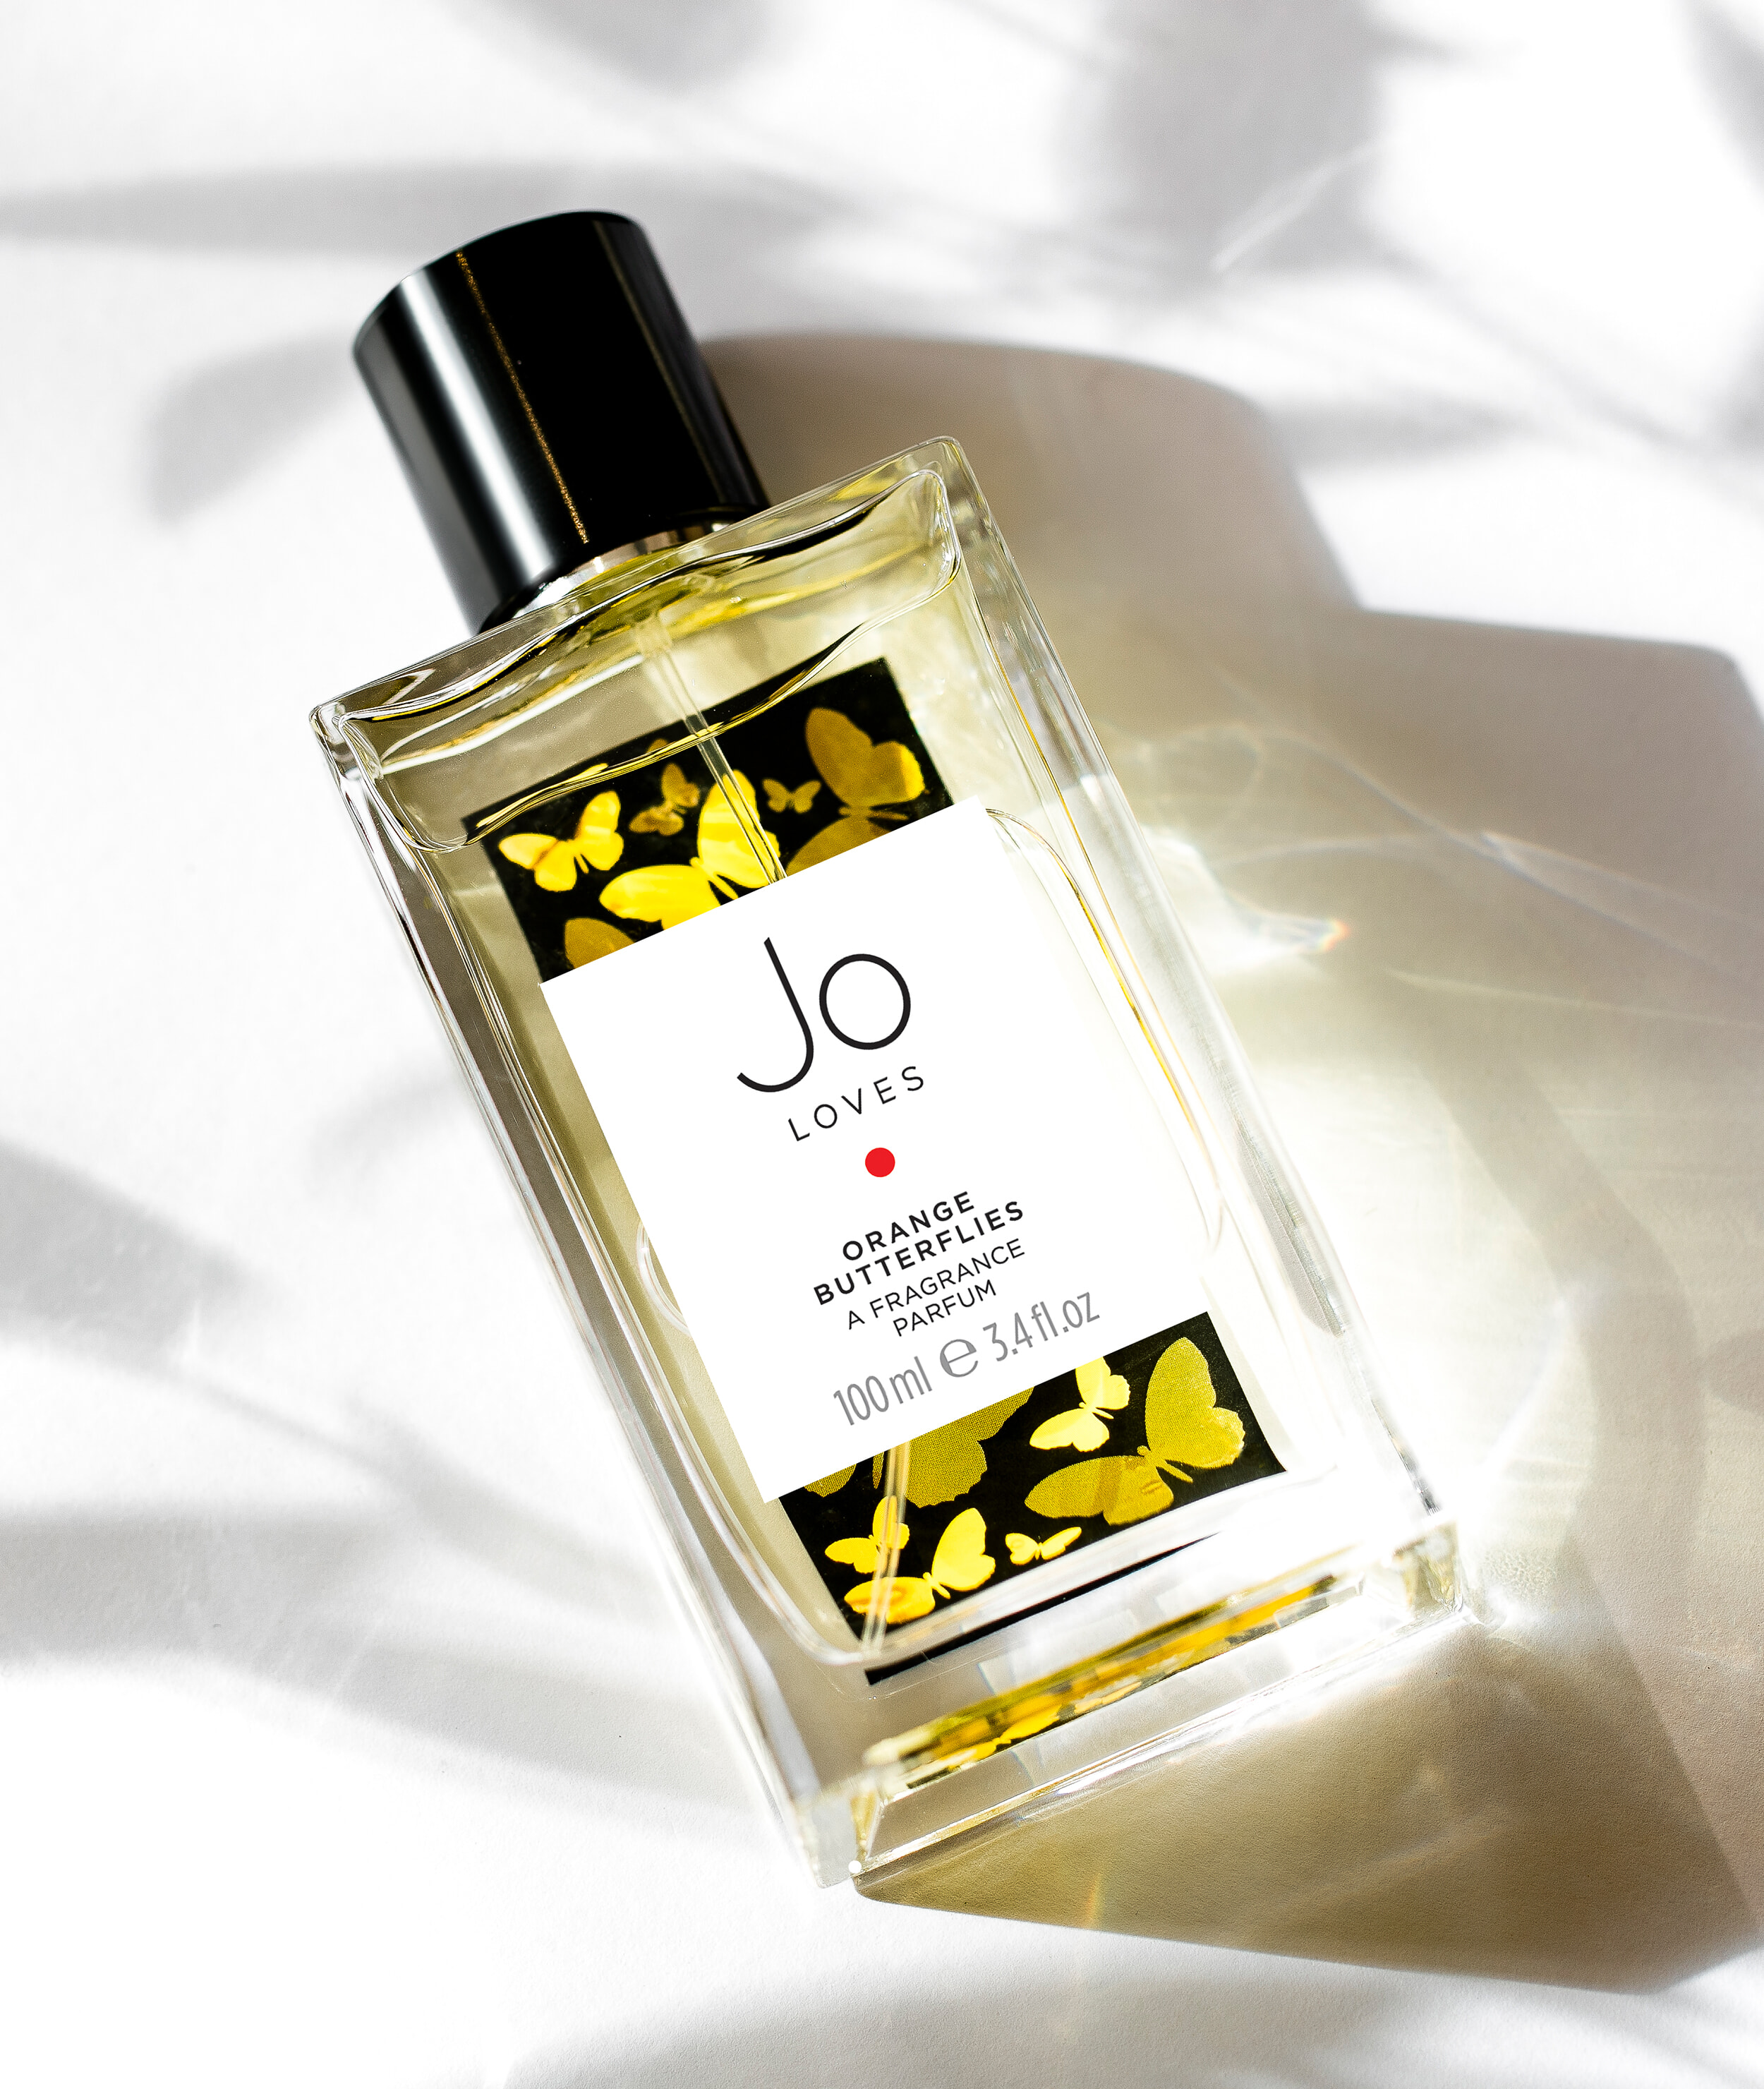 Jo
LOVES
ORANGE
BUTTERFLIES
A FRAGRANCE
PARFUM
100ml ℮ 3.4fl.oz